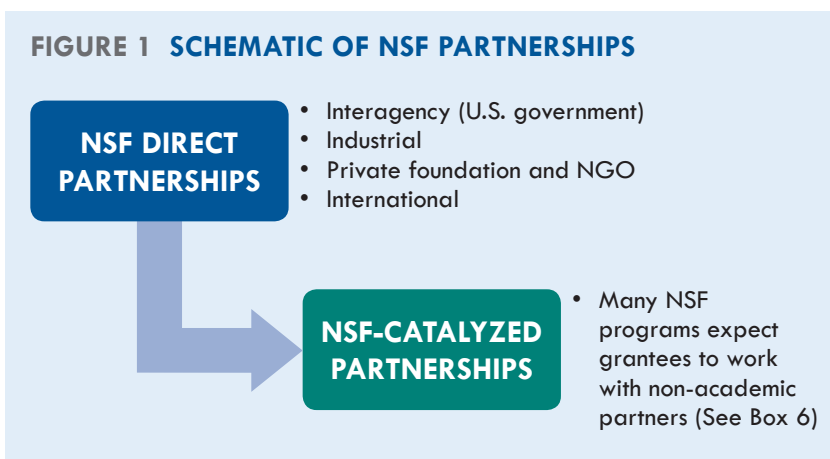 FIGURE 1 SCHEMATIC OF NSF PARTNERSHIPS
NSF DIRECT
PARTNERSHIPS
• Interagency (U.S. government)
• Industrial
• Private foundation and NGO
• International
NSF-CATALYZED
PARTNERSHIPS
• Many NSF
programs expect
grantees to work
with non-academic
partners (See Box 6)